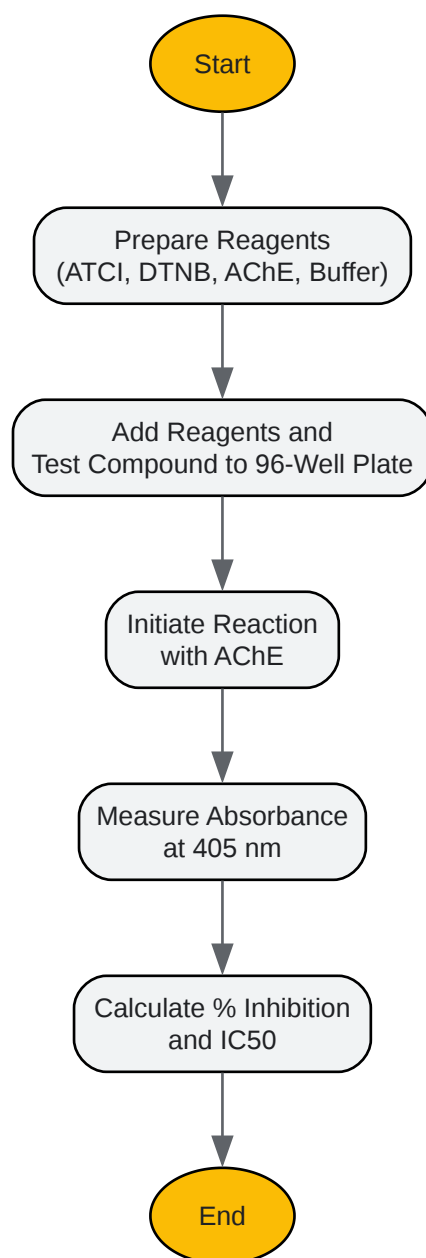 Start
Prepare Reagents
(ATCI, DTNB, AChE, Buffer)
Add Reagents and
Test Compound to 96-Well Plate
Initiate Reaction
with AChE
Measure Absorbance
at 405 nm
Calculate % Inhibition
and IC50
End